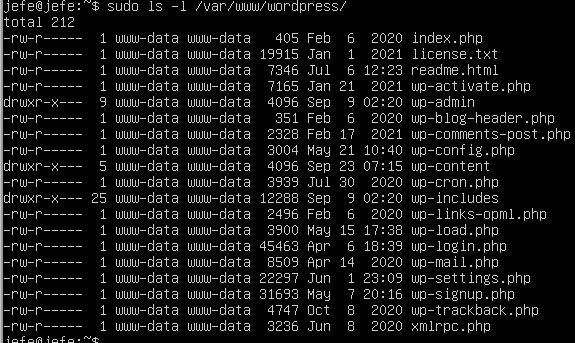 jefe@jefe:~$ sudo ls -l /var/www/wordpress/
total 212
-rw-r----- 1 www-data www-data 405 Feb 6 2020 index.php
-rw-r----- 1 www-data www-data 19915 Jan 1 2021 license.txt
-rw-r----- 1 www-data www-data 7346 Jul 6 12:23 readme.html
-rw-r----- 1 www-data www-data 7165 Jan 21 2021 wp-activate.php
drwxr-x--- 9 www-data www-data 4096 Sep 9 02:20 wp-admin
-rw-r----- 1 www-data www-data 351 Feb 6 2020 wp-blog-header.php
-rw-r----- 1 www-data www-data 2328 Feb 17 2021 wp-comments-post.php
-rw-r----- 1 www-data www-data 3004 May 21 10:40 wp-config.php
drwxr-x--- 5 www-data www-data 4096 Sep 23 07:15 wp-content
-rw-r----- 1 www-data www-data 3939 Jul 30 2020 wp-cron.php
drwxr-x--- 25 www-data www-data 12288 Sep 9 02:20 wp-includes
-rw-r----- 1 www-data www-data 2496 Feb 6 2020 wp-links-opml.php
-rw-r----- 1 www-data www-data 3900 May 15 17:38 wp-load.php
-rw-r----- 1 www-data www-data 45463 Apr 6 18:39 wp-login.php
-rw-r----- 1 www-data www-data 8509 Apr 14 2020 wp-mail.php
-rw-r----- 1 www-data www-data 22297 Jun 1 23:09 wp-settings.php
-rw-r----- 1 www-data www-data 31693 May 7 20:16 wp-signup.php
-rw-r----- 1 www-data www-data 4747 Oct 8 2020 wp-trackback.php
-rw-r----- 1 www-data www-data 3236 Jun 8 2020 xmlrpc.php
jefe@jefe:~$